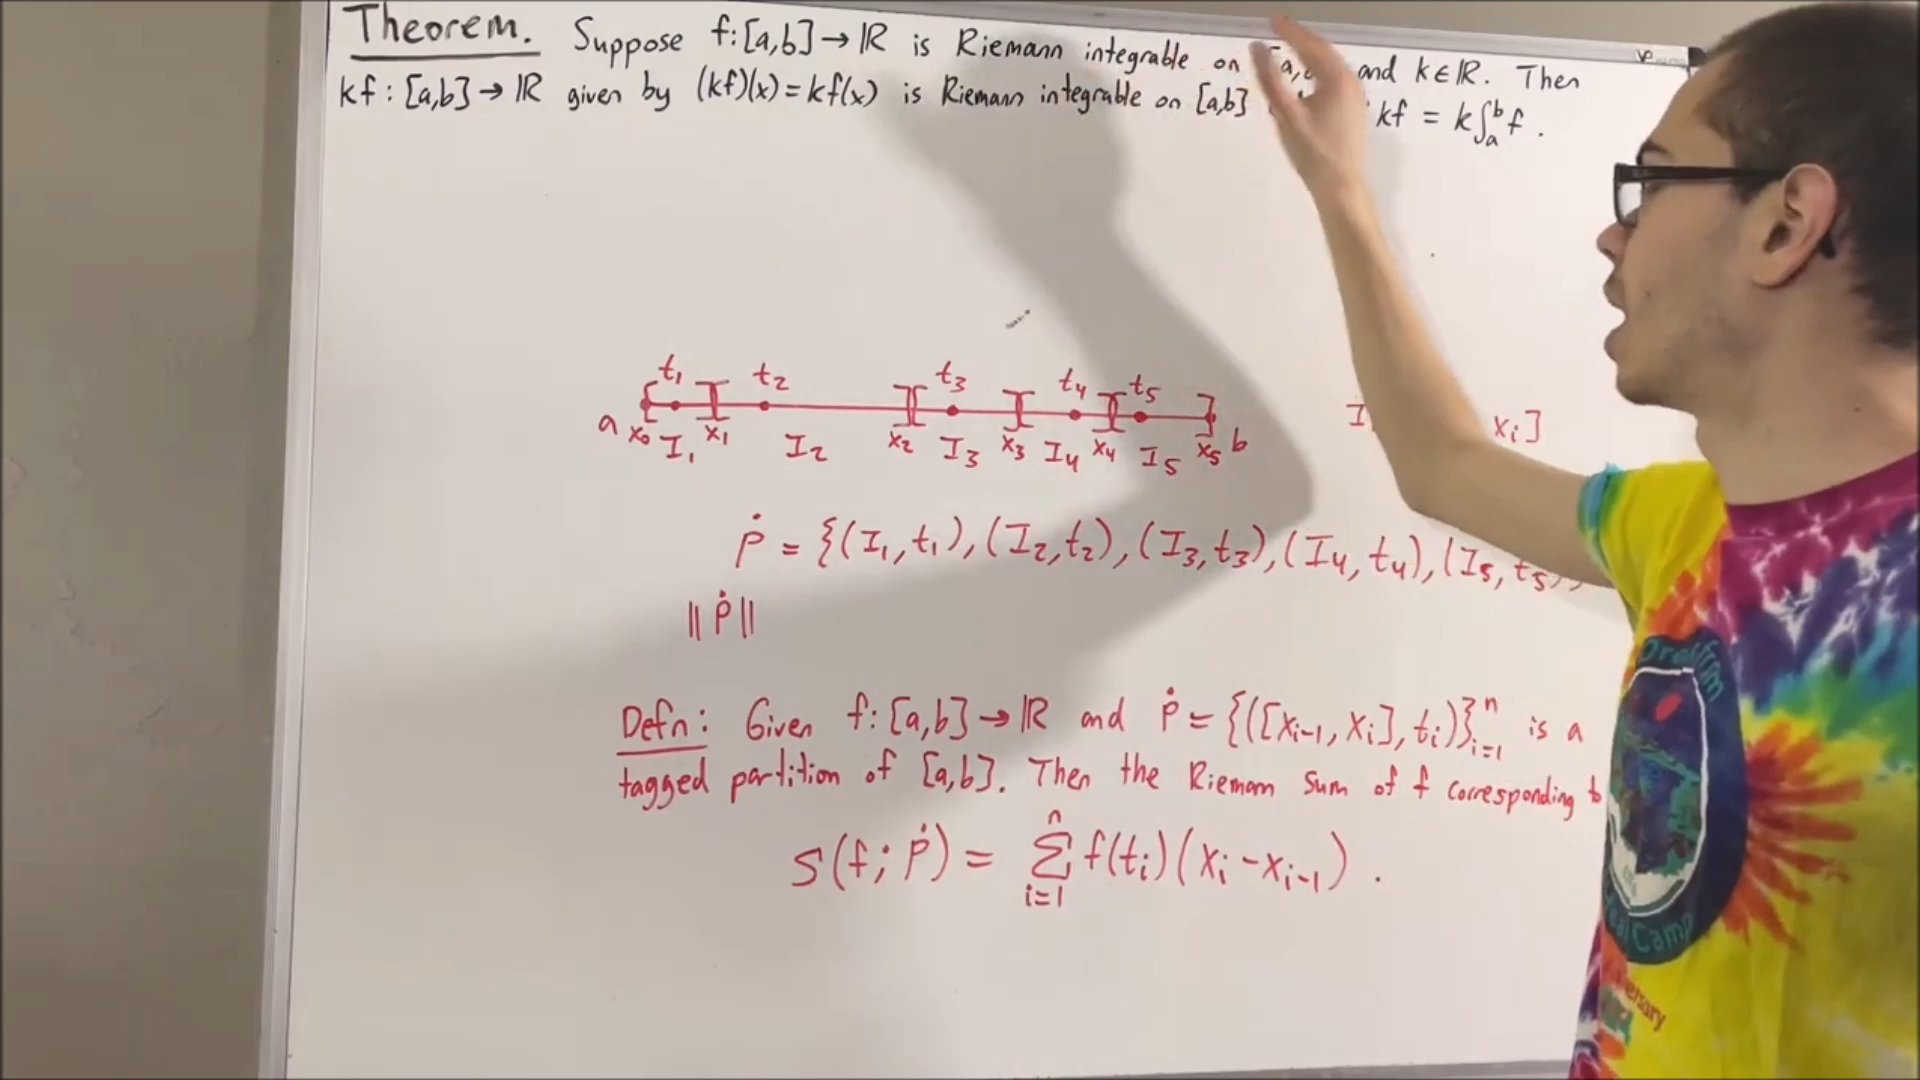 Theorem. Suppose f:[a,b]→ℝ is Riemann integrable on [a, and k∈ℝ. Then
kf:[a,b]→ℝ given by (kf)(x)=kf(x) is Riemann integrable on [a,b] kf = k∫ₐᵇf.
t₁ t₂ t₃ t₄ t₅
a x₀ I₁ x₁ I₂ x₂ I₃ x₃ I₄ x₄ I₅ x₅ b
I xᵢ]
Ṗ = {(I₁,t₁),(I₂,t₂),(I₃,t₃),(I₄,t₄),(I₅,t₅)
||Ṗ||
Defn: Given f:[a,b]→ℝ and Ṗ={([xᵢ₋₁,xᵢ],tᵢ)}ⁿᵢ₌₁ is a
tagged partition of [a,b]. Then the Riemann Sum of f corresponding to
S(f;Ṗ) = ∑ⁿᵢ₌₁ f(tᵢ)(xᵢ-xᵢ₋₁).
Camp